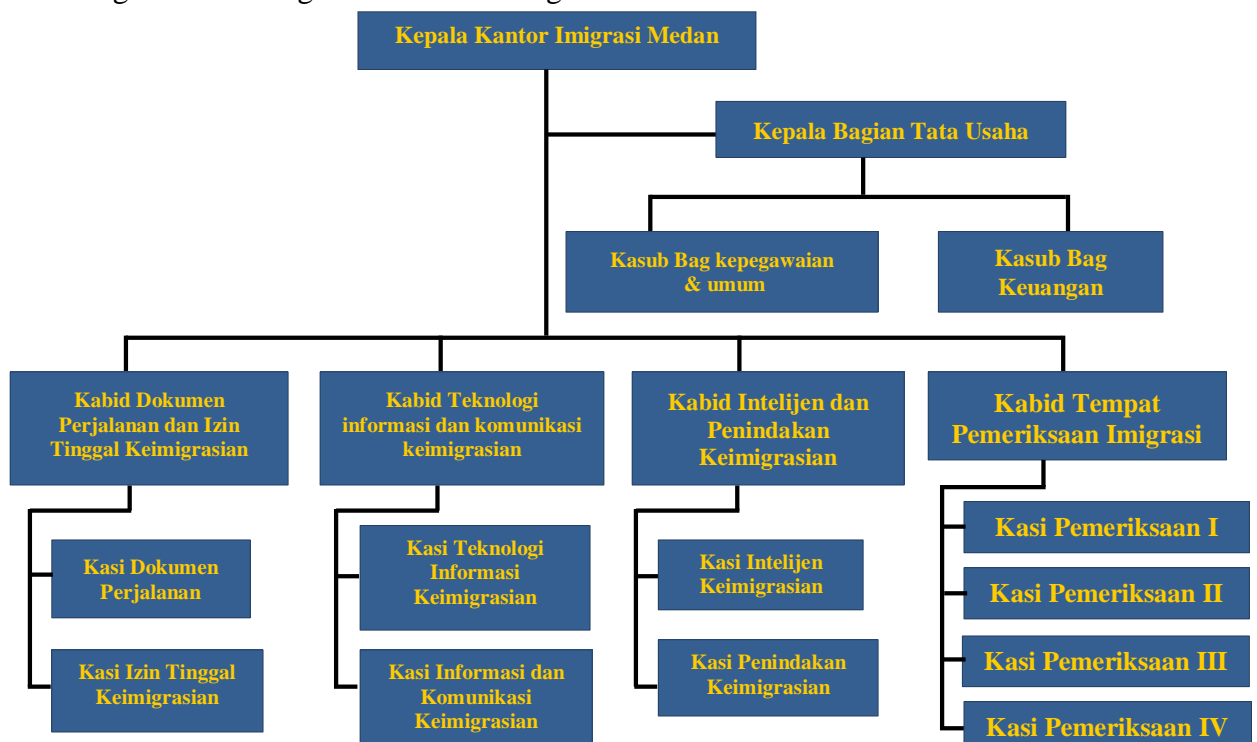 Kepala Kantor Imigrasi Medan
Kepala Bagian Tata Usaha
Kasub Bag kepegawaian
& umum
Kasub Bag
Keuangan
Kabid Dokumen
Perjalanan dan Izin
Tinggal Keimigrasian
Kabid Teknologi
informasi dan komunikasi
keimigrasian
Kabid Intelijen dan
Penindakan
Keimigrasian
Kabid Tempat
Pemeriksaan Imigrasi
Kasi Dokumen
Perjalanan
Kasi Izin Tinggal
Keimigrasian
Kasi Teknologi
Informasi
Keimigrasian
Kasi Informasi dan
Komunikasi
Keimigrasian
Kasi Intelijen
Keimigrasian
Kasi Penindakan
Keimigrasian
Kasi Pemeriksaan I
Kasi Pemeriksaan II
Kasi Pemeriksaan III
Kasi Pemeriksaan IV